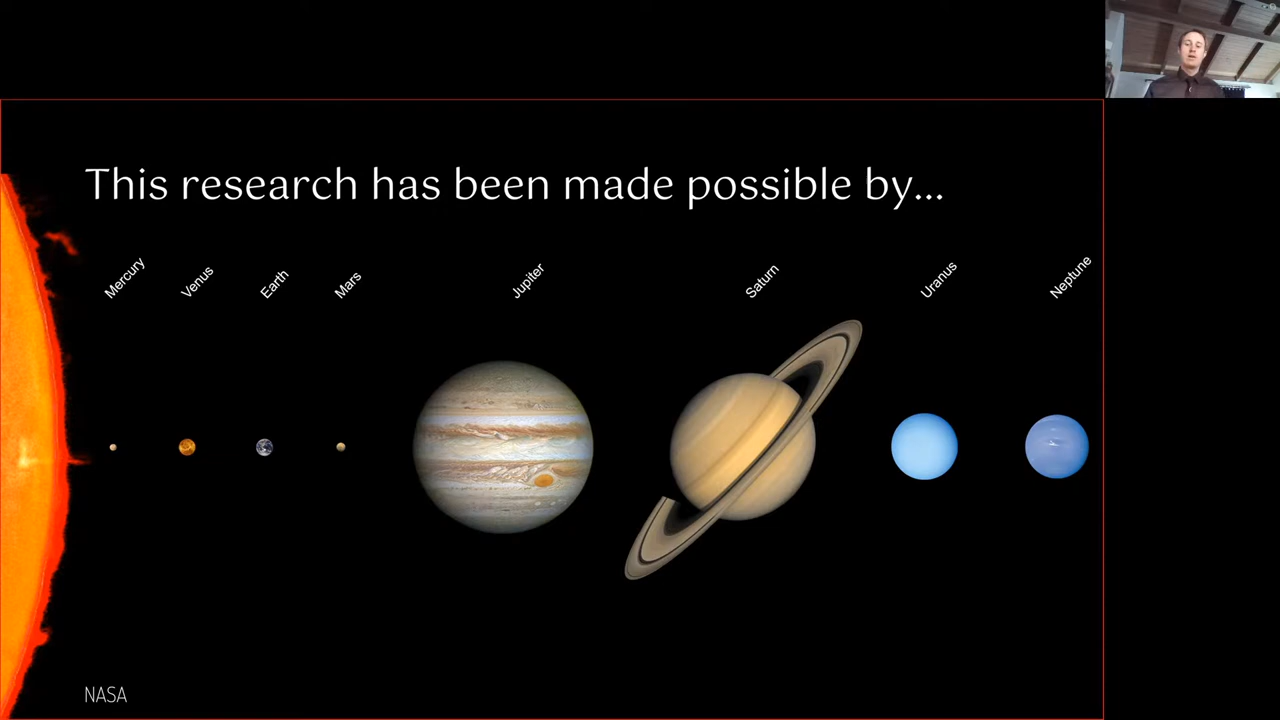 This research has been made possible by...
Mercury
Venus
Earth
Mars
Jupiter
Saturn
Uranus
Neptune
NASA